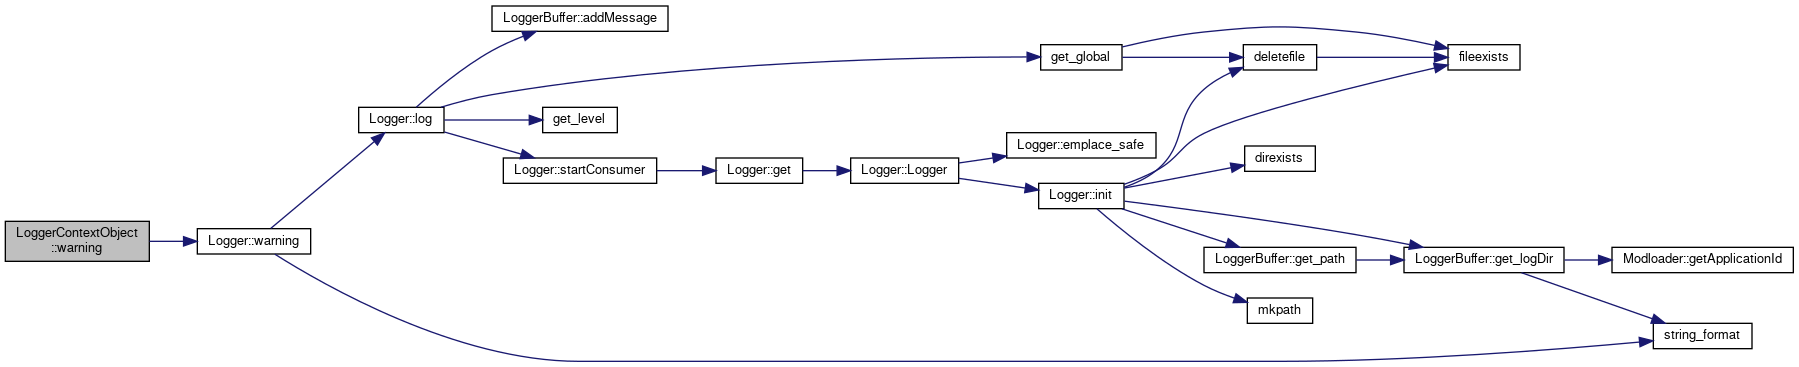 LoggerBuffer::addMessage
get_global
deletefile
fileexists
Logger::log
get_level
Logger::emplace_safe
direxists
Logger::startConsumer
Logger::get
Logger::Logger
Logger::init
LoggerContextObject
::warning
Logger::warning
LoggerBuffer::get_path
LoggerBuffer::get_logDir
Modloader::getApplicationId
mkpath
string_format